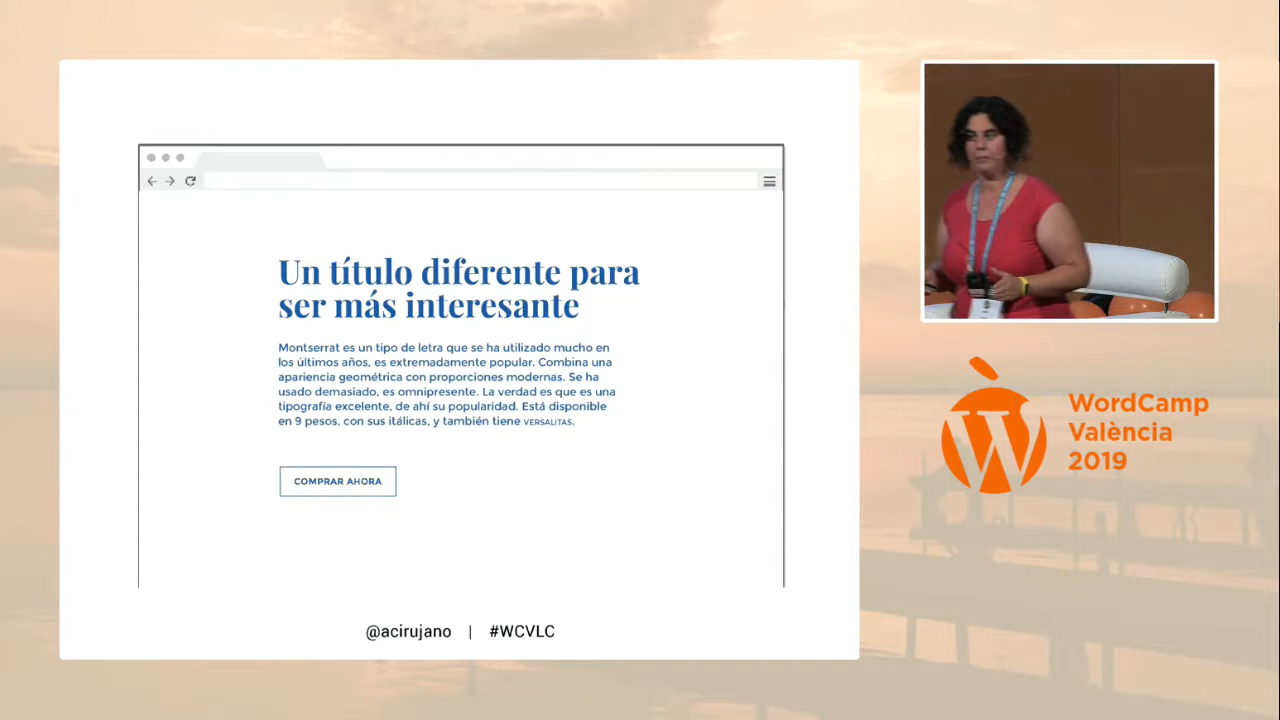 Un título diferente para
ser más interesante
Montserrat es un tipo de letra que se ha utilizado mucho en
los últimos años, es extremadamente popular. Combina una
apariencia geométrica con proporciones modernas. Se ha
usado demasiado, es omnipresente. La verdad es que es una
tipografía excelente, de ahí su popularidad. Está disponible
en 9 pesos, con sus itálicas, y también tiene VERSALITAS.
COMPRAR AHORA
@acirujano | #WCVLC
WordCamp
València
2019